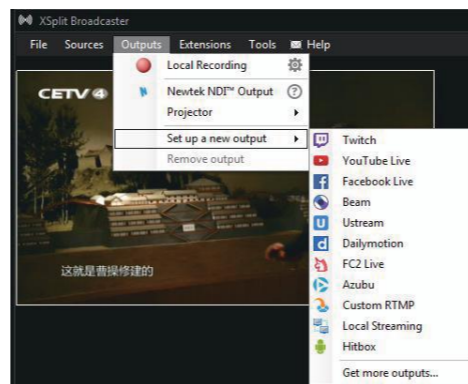 XSplit Broadcaster
File Sources Outputs Extensions Tools Help
Local Recording
Newtek NDI™ Output
Projector
Set up a new output
Remove output
CETV 4
这就是曹操修建的
Twitch
YouTube Live
Facebook Live
Beam
Ustream
Dailymotion
FC2 Live
Azubu
Custom RTMP
Local Streaming
Hitbox
Get more outputs...